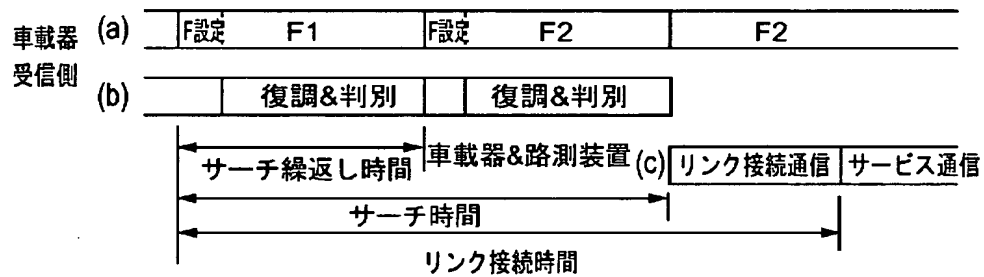 車載器
受信側
(a) F設定 F1 F設定 F2 F2
(b) 復調&判別 復調&判別
サーチ繰返し時間
車載器&路測装置 (c) リンク接続通信 サービス通信
サーチ時間
リンク接続時間